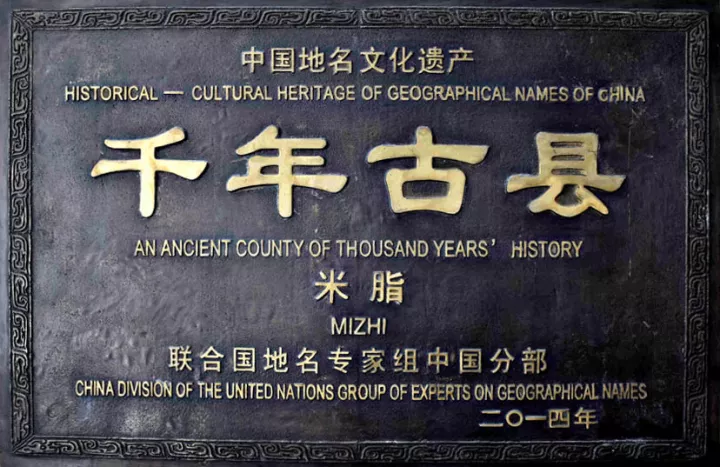 中国地名文化遗产
HISTORICAL — CULTURAL HERITAGE OF GEOGRAPHICAL NAMES OF CHINA
千年古县
AN ANCIENT COUNTY OF THOUSAND YEARS' HISTORY
米脂
MIZHI
联合国地名专家组中国分部
CHINA DIVISION OF THE UNITED NATIONS GROUP OF EXPERTS ON GEOGRAPHICAL NAMES
二〇一四年